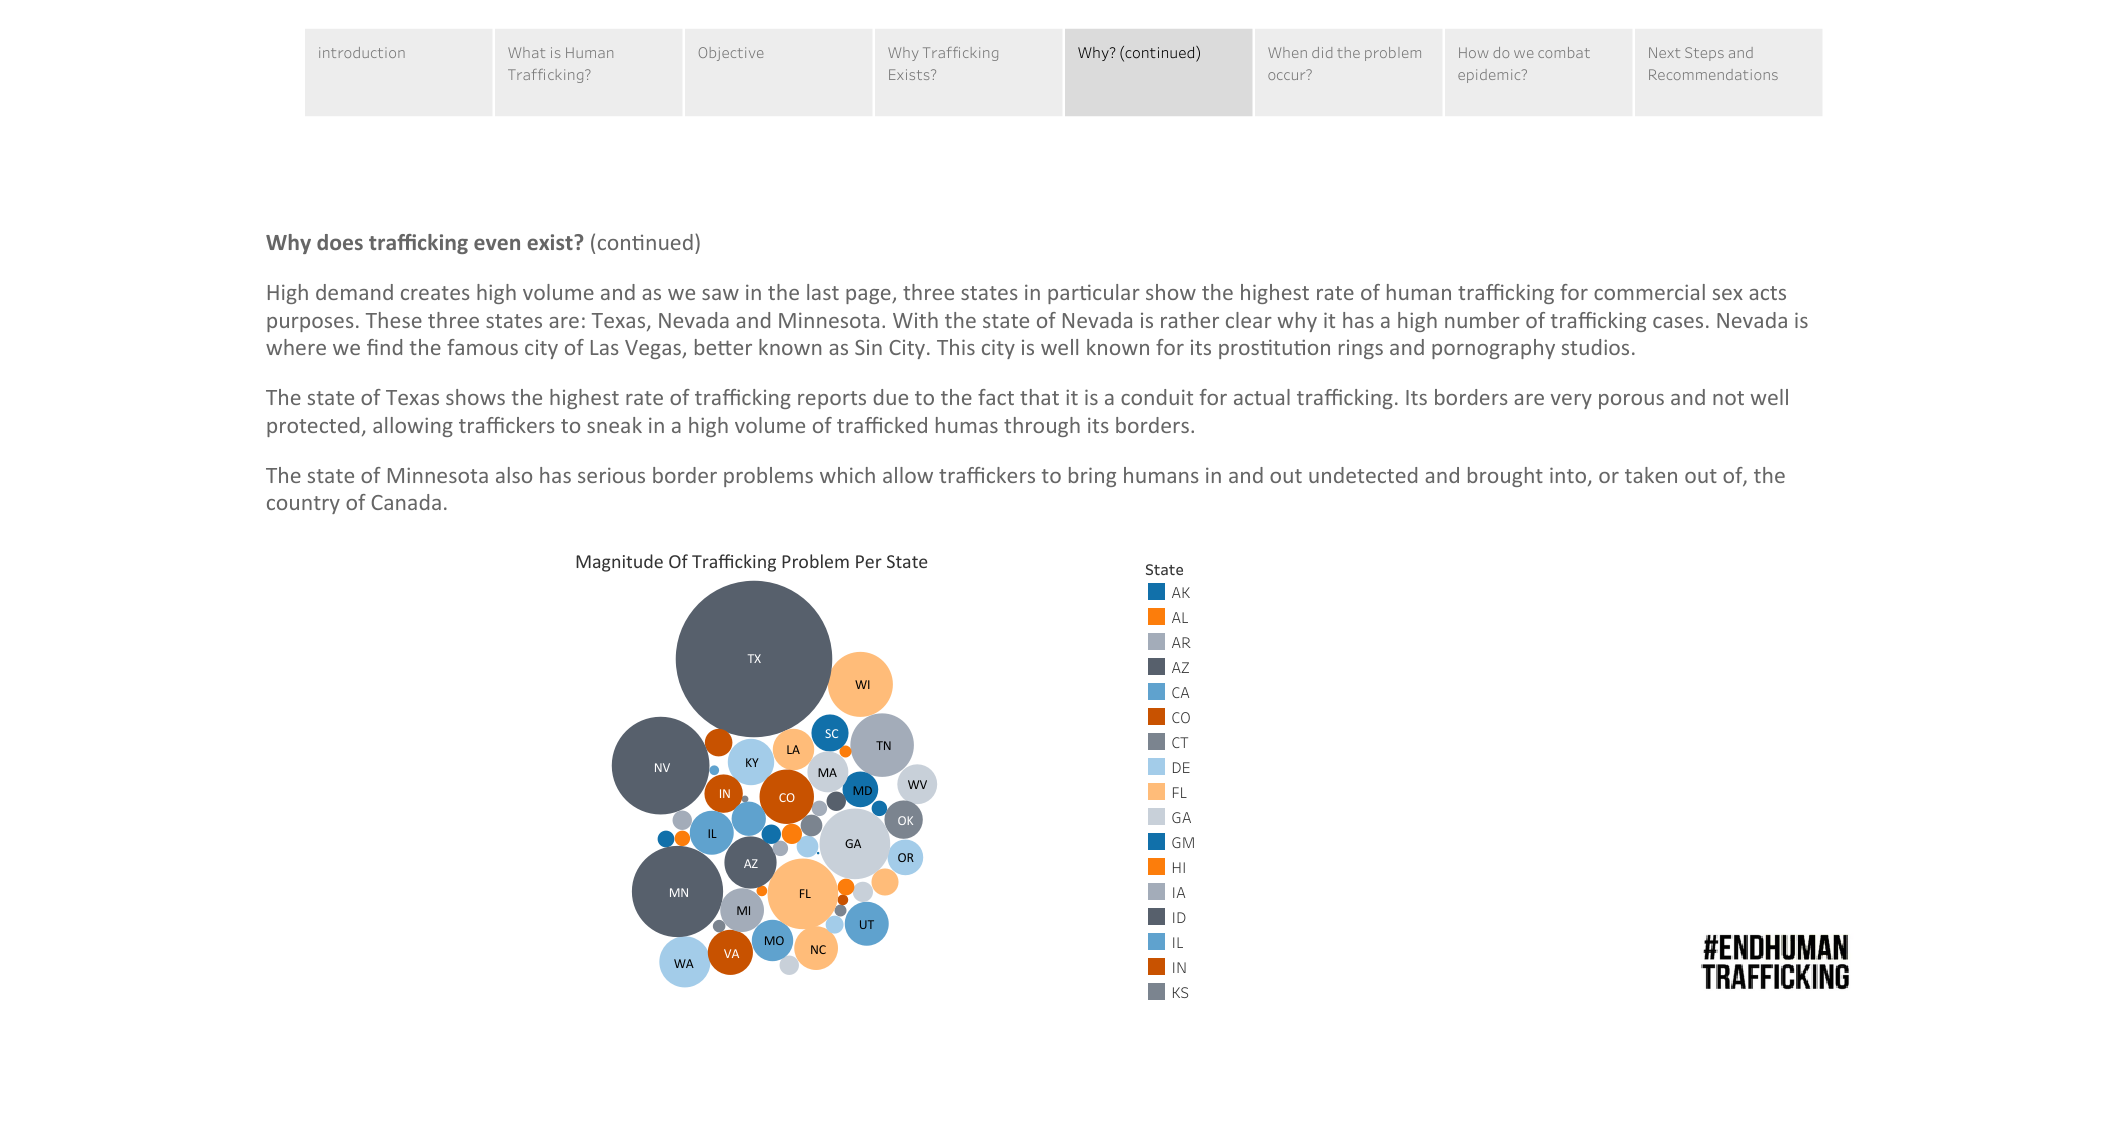 introduction
What is Human
Trafficking?
Objective
Why Trafficking
Exists?
Why? (continued)
When did the problem
occur?
How do we combat
epidemic?
Next Steps and
Recommendations
Why does trafficking even exist? (continued)
High demand creates high volume and as we saw in the last page, three states in particular show the highest rate of human trafficking for commercial sex acts
purposes. These three states are: Texas, Nevada and Minnesota. With the state of Nevada is rather clear why it has a high number of trafficking cases. Nevada is
where we find the famous city of Las Vegas, better known as Sin City. This city is well known for its prostitution rings and pornography studios.
The state of Texas shows the highest rate of trafficking reports due to the fact that it is a conduit for actual trafficking. Its borders are very porous and not well
protected, allowing traffickers to sneak in a high volume of trafficked humas through its borders.
The state of Minnesota also has serious border problems which allow traffickers to bring humans in and out undetected and brought into, or taken out of, the
country of Canada.
Magnitude Of Trafficking Problem Per State
TX
WI
SC
TN
LA
KY
NV
MA
WV
MD
IN
CO
OK
IL
GA
OR
AZ
MN
FL
MI
UT
MO
NC
VA
WA
State
AK
AL
AR
AZ
CA
CO
CT
DE
FL
GA
GM
HI
IA
ID
IL
IN
KS
#ENDHUMAN
TRAFFICKING